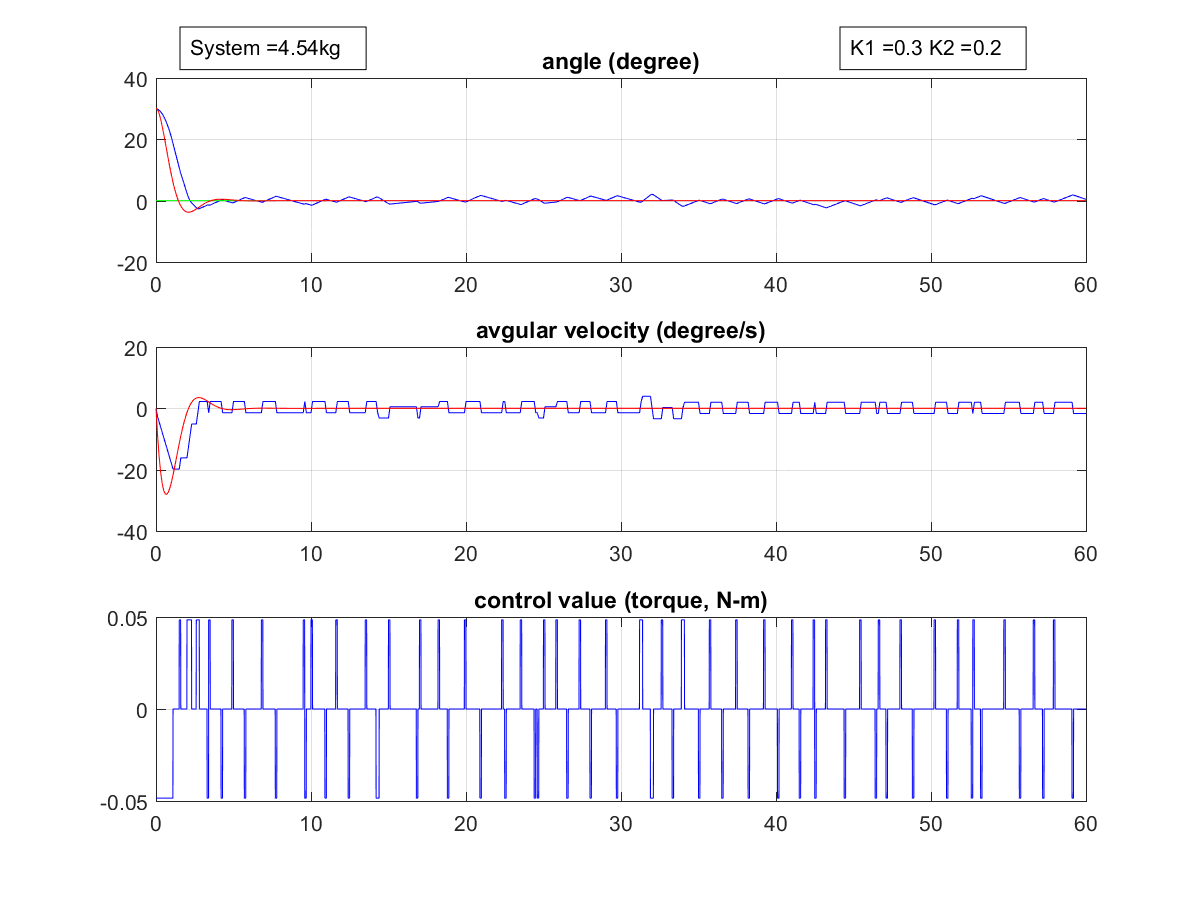 System =4.54kg
K1 =0.3 K2 =0.2
angle (degree)
40
20
0
-20
0 10 20 30 40 50 60
avgular velocity (degree/s)
20
0
-20
-40
0 10 20 30 40 50 60
control value (torque, N-m)
0.05
0
-0.05
0 10 20 30 40 50 60